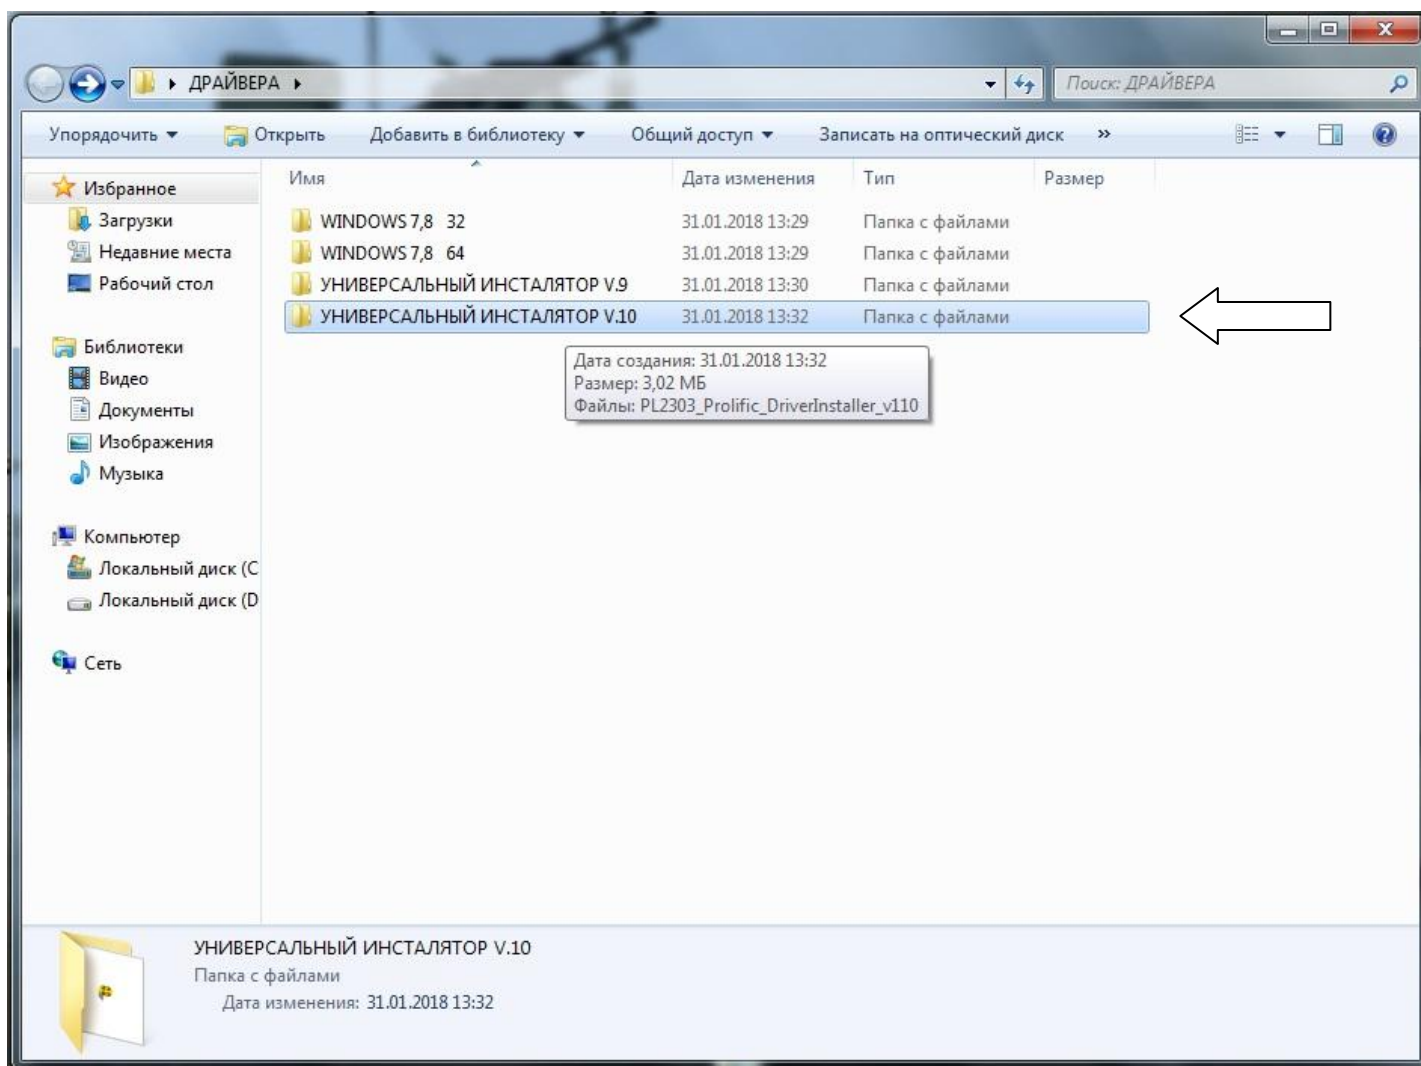 ДРАЙВЕРА
Поиск: ДРАЙВЕРА
Упорядочить Открыть Добавить в библиотеку Общий доступ Записать на оптический диск »
Имя Дата изменения Тип Размер
Избранное
Загрузки
Недавние места
Рабочий стол
Библиотеки
Видео
Документы
Изображения
Музыка
Компьютер
Локальный диск (C
Локальный диск (D
Сеть
WINDOWS 7,8 32 31.01.2018 13:29 Папка с файлами
WINDOWS 7,8 64 31.01.2018 13:29 Папка с файлами
УНИВЕРСАЛЬНЫЙ ИНСТАЛЯТОР V.9 31.01.2018 13:30 Папка с файлами
УНИВЕРСАЛЬНЫЙ ИНСТАЛЯТОР V.10 31.01.2018 13:32 Папка с файлами
Дата создания: 31.01.2018 13:32
Размер: 3,02 МБ
Файлы: PL2303_Prolific_DriverInstaller_v110
УНИВЕРСАЛЬНЫЙ ИНСТАЛЯТОР V.10
Папка с файлами
Дата изменения: 31.01.2018 13:32